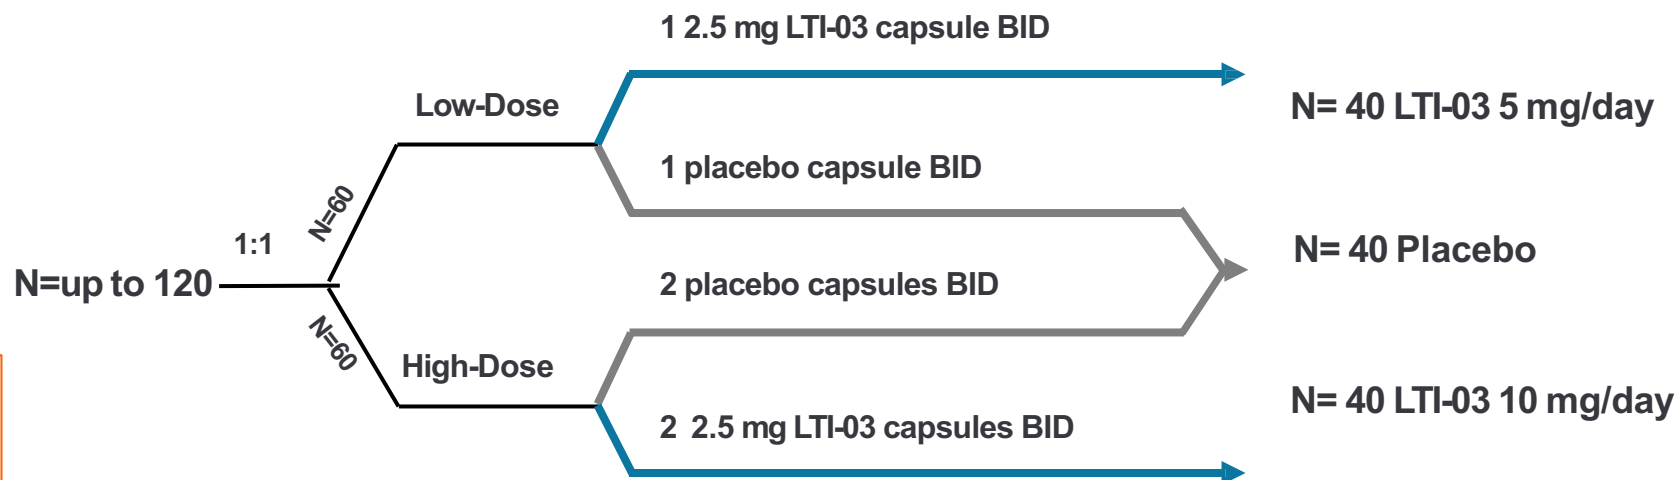 1 2.5 mg LTI-03 capsule BID
Low-Dose
N= 40 LTI-03 5 mg/day
1 placebo capsule BID
N=60
1:1
N= 40 Placebo
N=up to 120
2 placebo capsules BID
N=60
High-Dose
N= 40 LTI-03 10 mg/day
2 2.5 mg LTI-03 capsules BID